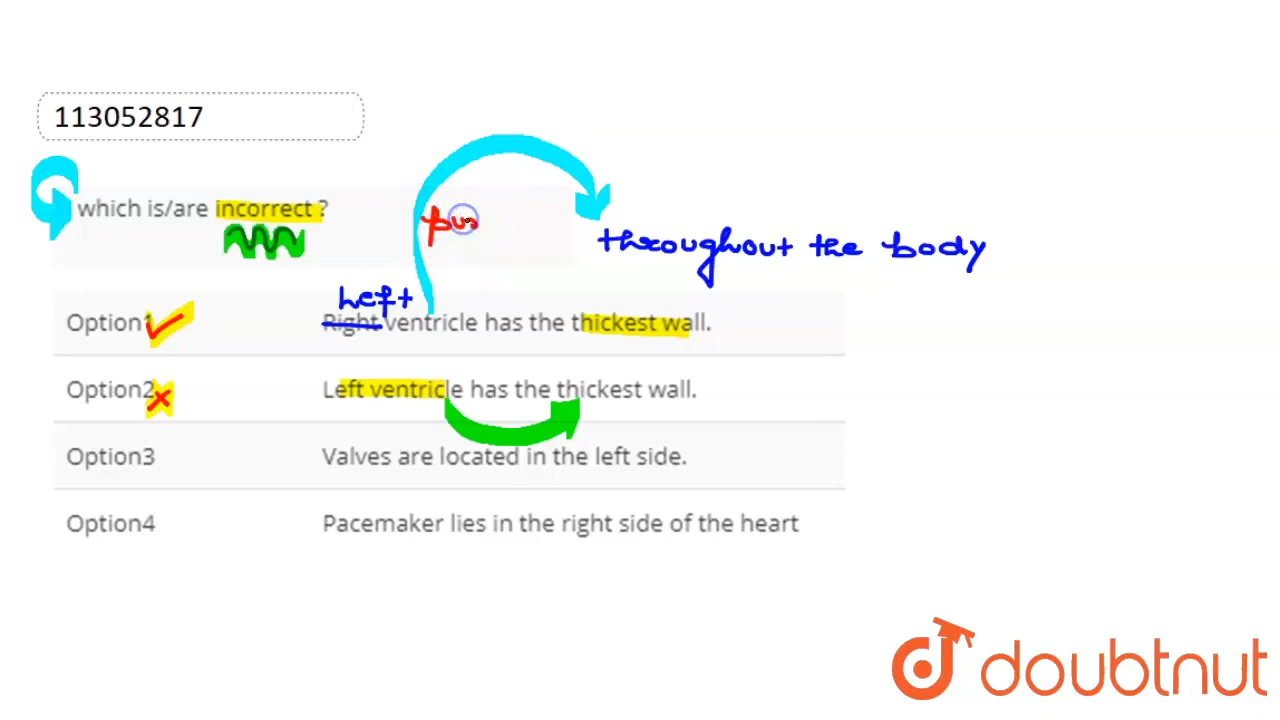 113052817
which is/are incorrect ?
pu
throughout the body
Left
Option1 Right ventricle has the thickest wall.
Option2 Left ventricle has the thickest wall.
Option3 Valves are located in the left side.
Option4 Pacemaker lies in the right side of the heart
doubtnut